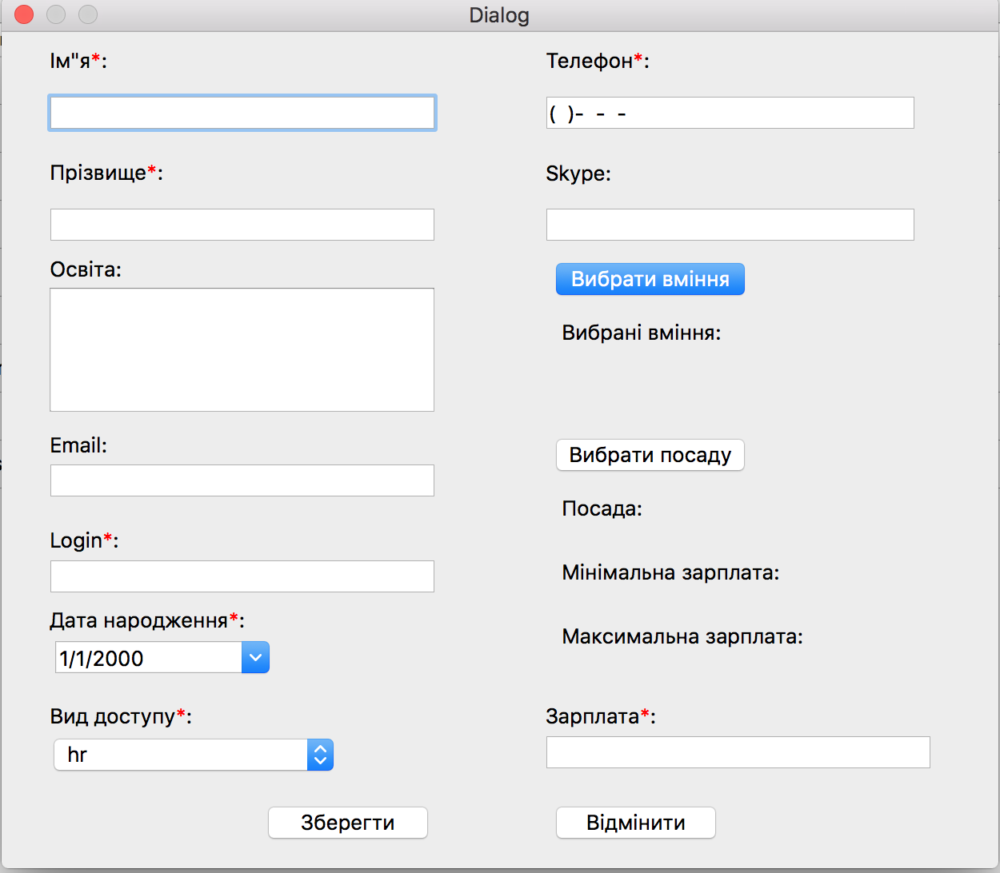 Dialog
Ім"я*:
Прізвище*:
Освіта:
Email:
Login*:
Дата народження*:
1/1/2000
Вид доступу*:
hr
Телефон*:
( )- - -
Skype:
Вибрати вміння
Вибрані вміння:
Вибрати посаду
Посада:
Мінімальна зарплата:
Максимальна зарплата:
Зарплата*:
Зберегти
Відмінити